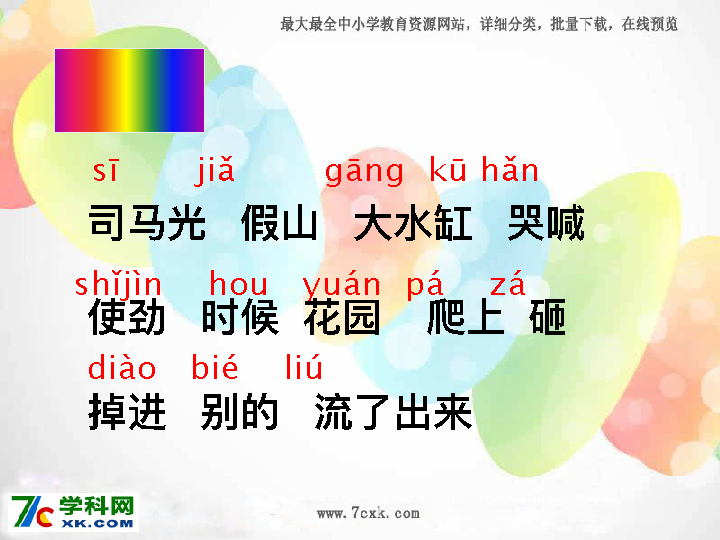 最大最全中小学教育资源网站，详细分类，批量下载，在线预览
sī jiǎ gāng kū hǎn
司马光 假山 大水缸 哭喊
shǐjìn hou yuán pá zá
使劲 时候 花园 爬上 砸
diào bié liú
掉进 别的 流了出来
7c 学科网
XK.COM
www.7cxk.com